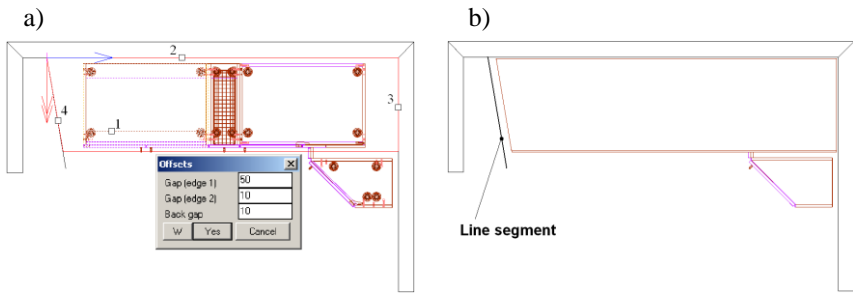 a)
b)
2
3
4
1
Offsets
Gap (edge 1) 50
Gap (edge 2) 10
Back gap 10
W Yes Cancel
Line segment